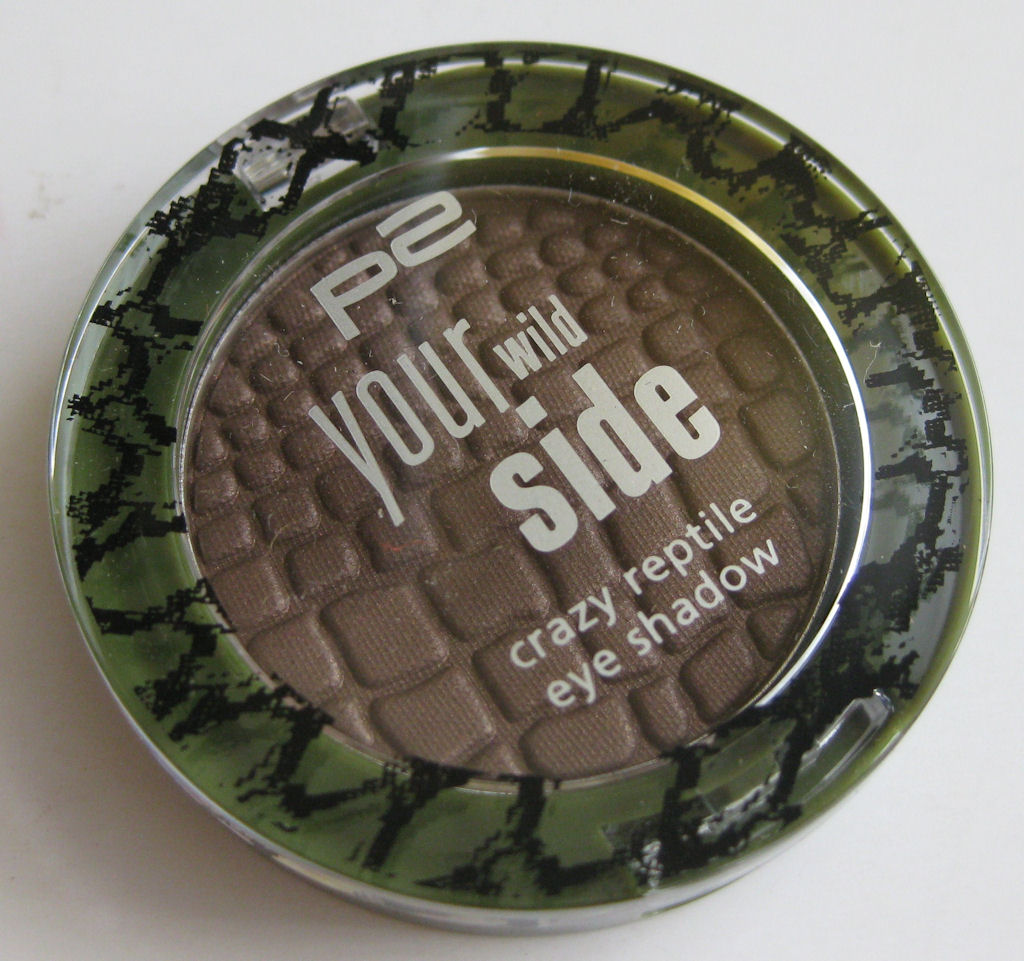 P2
your wild
side
crazy reptile
eye shadow